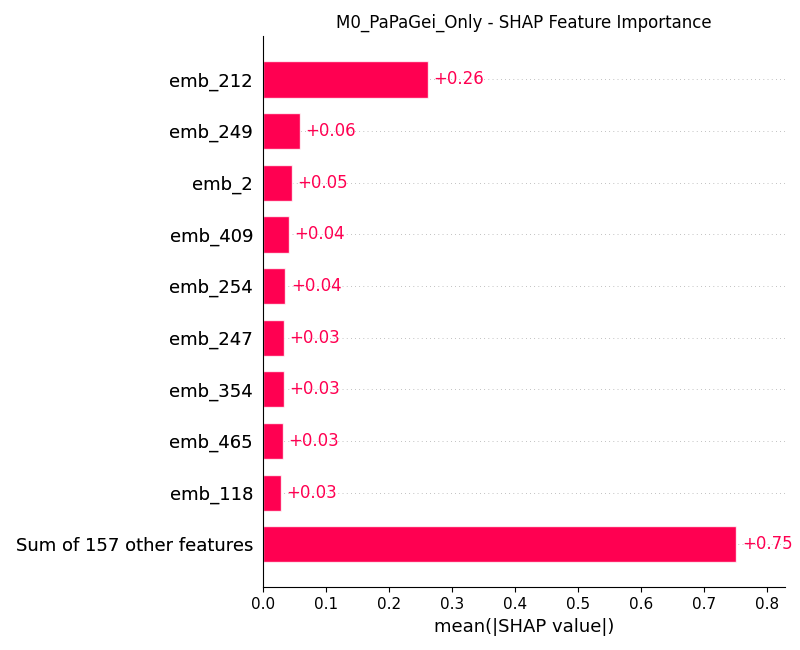 M0_PaPaGei_Only - SHAP Feature Importance
emb_212 +0.26
emb_249 +0.06
emb_2 +0.05
emb_409 +0.04
emb_254 +0.04
emb_247 +0.03
emb_354 +0.03
emb_465 +0.03
emb_118 +0.03
Sum of 157 other features +0.75
0.0 0.1 0.2 0.3 0.4 0.5 0.6 0.7 0.8
mean(|SHAP value|)